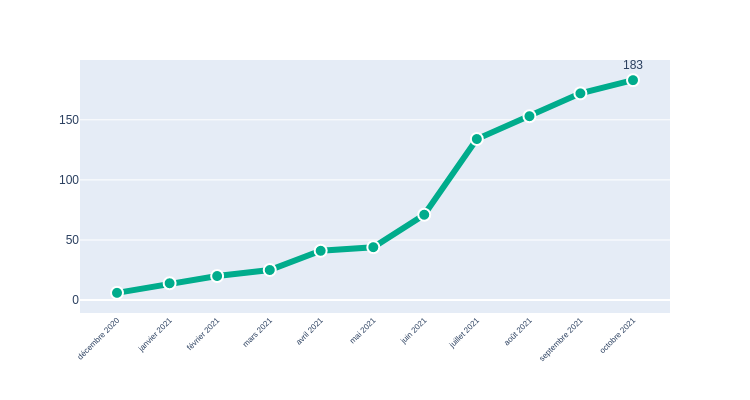 183
150
100
50
0
décembre 2020
janvier 2021
février 2021
mars 2021
avril 2021
mai 2021
juin 2021
juillet 2021
août 2021
septembre 2021
octobre 2021